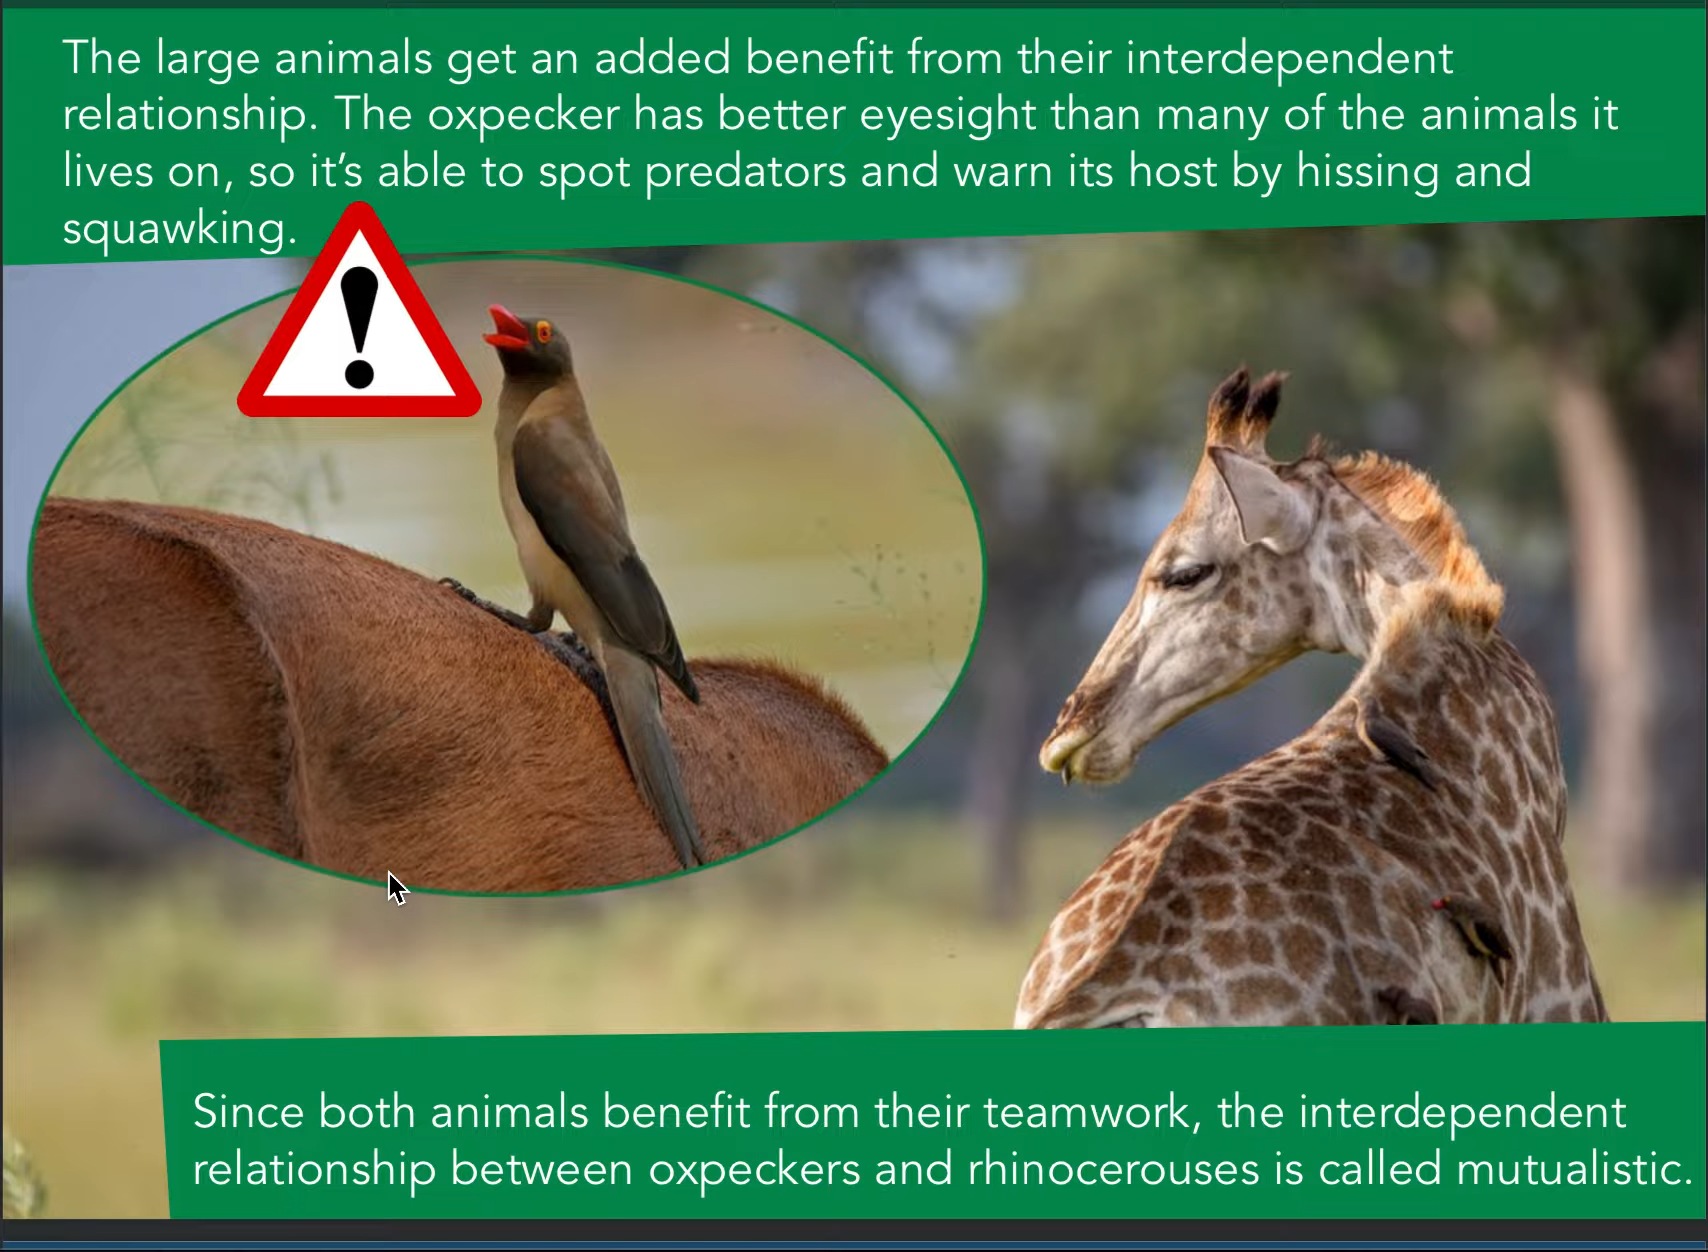 The large animals get an added benefit from their interdependent
relationship. The oxpecker has better eyesight than many of the animals it
lives on, so it’s able to spot predators and warn its host by hissing and
squawking.
!
Since both animals benefit from their teamwork, the interdependent
relationship between oxpeckers and rhinocerouses is called mutualistic.